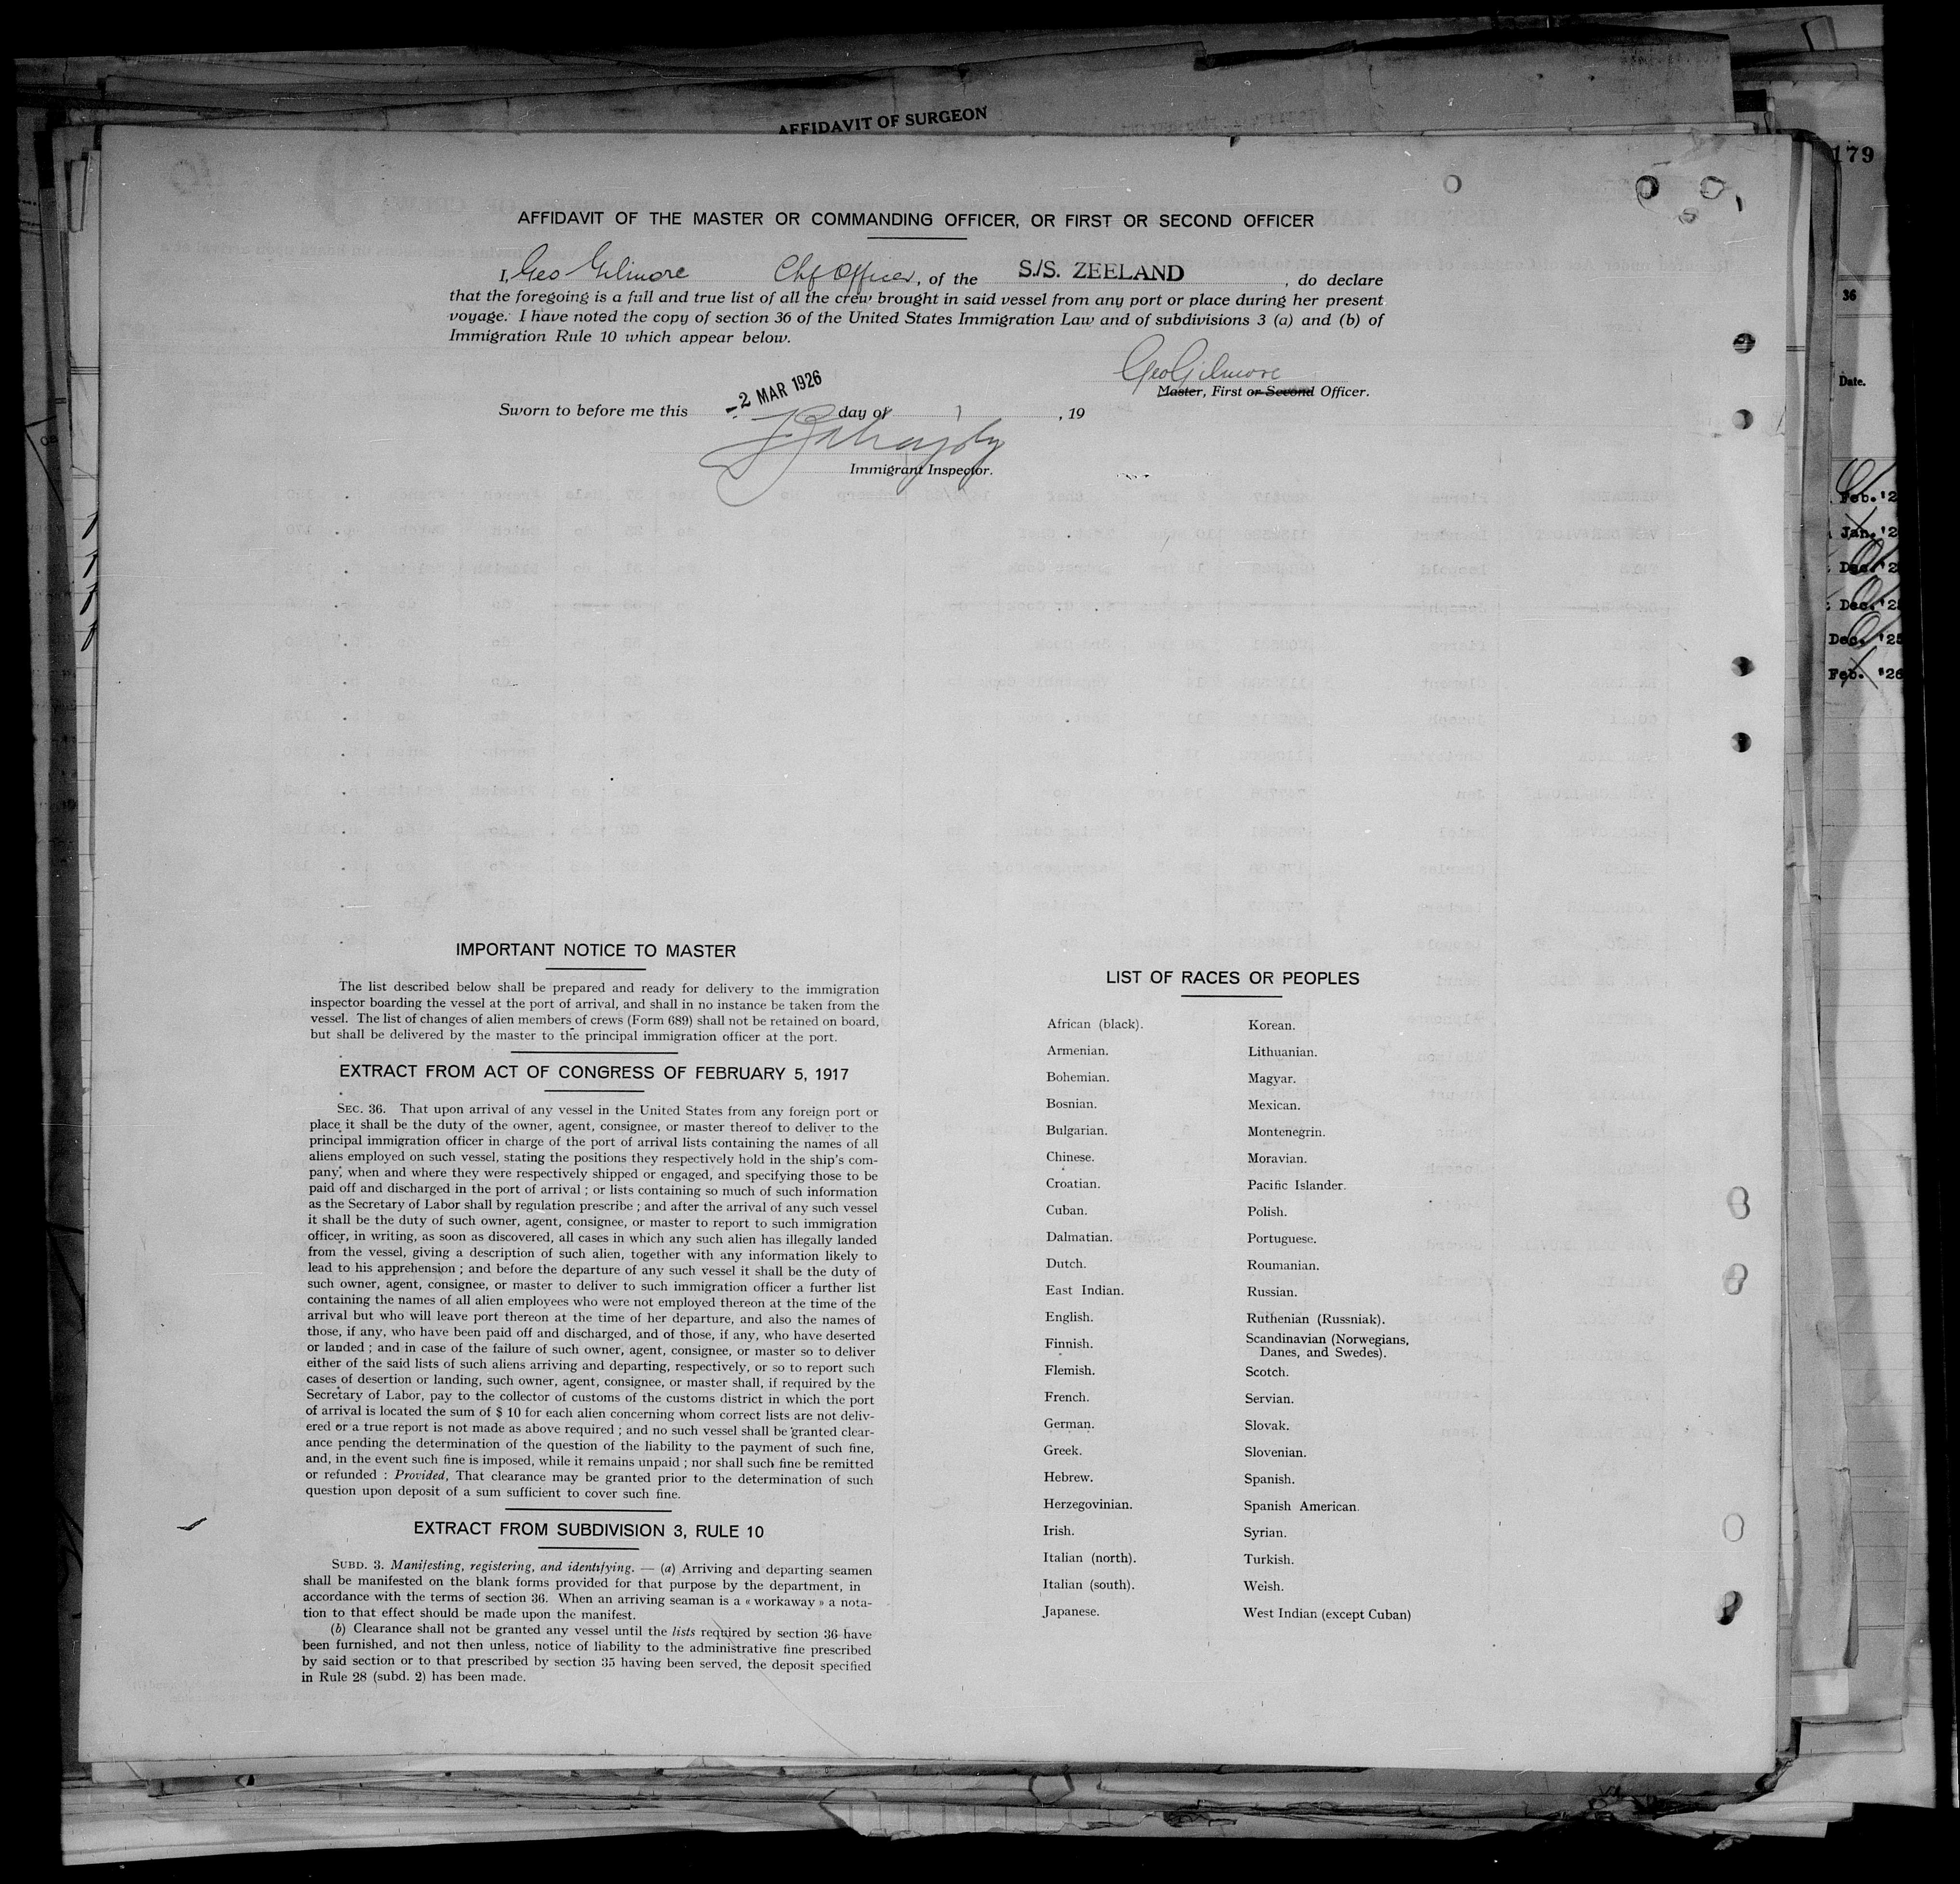 AFFIDAVIT OF SURGEON
179
AFFIDAVIT OF THE MASTER OR COMMANDING OFFICER, OR FIRST OR SECOND OFFICER
I, Geo Gilmore Chf Officer, of the S./S. ZEELAND, do declare
that the foregoing is a full and true list of all the crew brought in said vessel from any port or place during her present
voyage. I have noted the copy of section 36 of the United States Immigration Law and of subdivisions 3 (a) and (b) of
Immigration Rule 10 which appear below.
Geo Gilmore
Master, First or Second Officer.
-2 MAR 1926
Sworn to before me this day of , 19
Immigrant Inspector.
36
Date.
Feb. '2
Jan. '2
Dec. '2
Dec. '2
Dec. '25
Feb. '26
IMPORTANT NOTICE TO MASTER
The list described below shall be prepared and ready for delivery to the immigration
inspector boarding the vessel at the port of arrival, and shall in no instance be taken from the
vessel. The list of changes of alien members of crews (Form 689) shall not be retained on board,
but shall be delivered by the master to the principal immigration officer at the port.
EXTRACT FROM ACT OF CONGRESS OF FEBRUARY 5, 1917
SEC. 36. That upon arrival of any vessel in the United States from any foreign port or
place it shall be the duty of the owner, agent, consignee, or master thereof to deliver to the
principal immigration officer in charge of the port of arrival lists containing the names of all
aliens employed on such vessel, stating the positions they respectively hold in the ship's com-
pany, when and where they were respectively shipped or engaged, and specifying those to be
paid off and discharged in the port of arrival ; or lists containing so much of such information
as the Secretary of Labor shall by regulation prescribe ; and after the arrival of any such vessel
it shall be the duty of such owner, agent, consignee, or master to report to such immigration
officer, in writing, as soon as discovered, all cases in which any such alien has illegally landed
from the vessel, giving a description of such alien, together with any information likely to
lead to his apprehension ; and before the departure of any such vessel it shall be the duty of
such owner, agent, consignee, or master to deliver to such immigration officer a further list
containing the names of all alien employees who were not employed thereon at the time of the
arrival but who will leave port thereon at the time of her departure, and also the names of
those, if any, who have been paid off and discharged, and of those, if any, who have deserted
or landed ; and in case of the failure of such owner, agent, consignee, or master so to deliver
either of the said lists of such aliens arriving and departing, respectively, or so to report such
cases of desertion or landing, such owner, agent, consignee, or master shall, if required by the
Secretary of Labor, pay to the collector of customs of the customs district in which the port
of arrival is located the sum of $ 10 for each alien concerning whom correct lists are not deliv-
ered or a true report is not made as above required ; and no such vessel shall be granted clear-
ance pending the determination of the question of the liability to the payment of such fine,
and, in the event such fine is imposed, while it remains unpaid ; nor shall such fine be remitted
or refunded : Provided, That clearance may be granted prior to the determination of such
question upon deposit of a sum sufficient to cover such fine.
EXTRACT FROM SUBDIVISION 3, RULE 10
SUBD. 3. Manifesting, registering, and identifying. — (a) Arriving and departing seamen
shall be manifested on the blank forms provided for that purpose by the department, in
accordance with the terms of section 36. When an arriving seaman is a « workaway » a nota-
tion to that effect should be made upon the manifest.
(b) Clearance shall not be granted any vessel until the lists required by section 36 have
been furnished, and not then unless, notice of liability to the administrative fine prescribed
by said section or to that prescribed by section 35 having been served, the deposit specified
in Rule 28 (subd. 2) has been made.
LIST OF RACES OR PEOPLES
African (black).
Armenian.
Bohemian.
Bosnian.
Bulgarian.
Chinese.
Croatian.
Cuban.
Dalmatian.
Dutch.
East Indian.
English.
Finnish.
Flemish.
French.
German.
Greek.
Hebrew.
Herzegovinian.
Irish.
Italian (north).
Italian (south).
Japanese.
Korean.
Lithuanian.
Magyar.
Mexican.
Montenegrin.
Moravian.
Pacific Islander.
Polish.
Portuguese.
Roumanian.
Russian.
Ruthenian (Russniak).
Scandinavian (Norwegians,
Danes, and Swedes).
Scotch.
Servian.
Slovak.
Slovenian.
Spanish.
Spanish American.
Syrian.
Turkish.
Welsh.
West Indian (except Cuban)